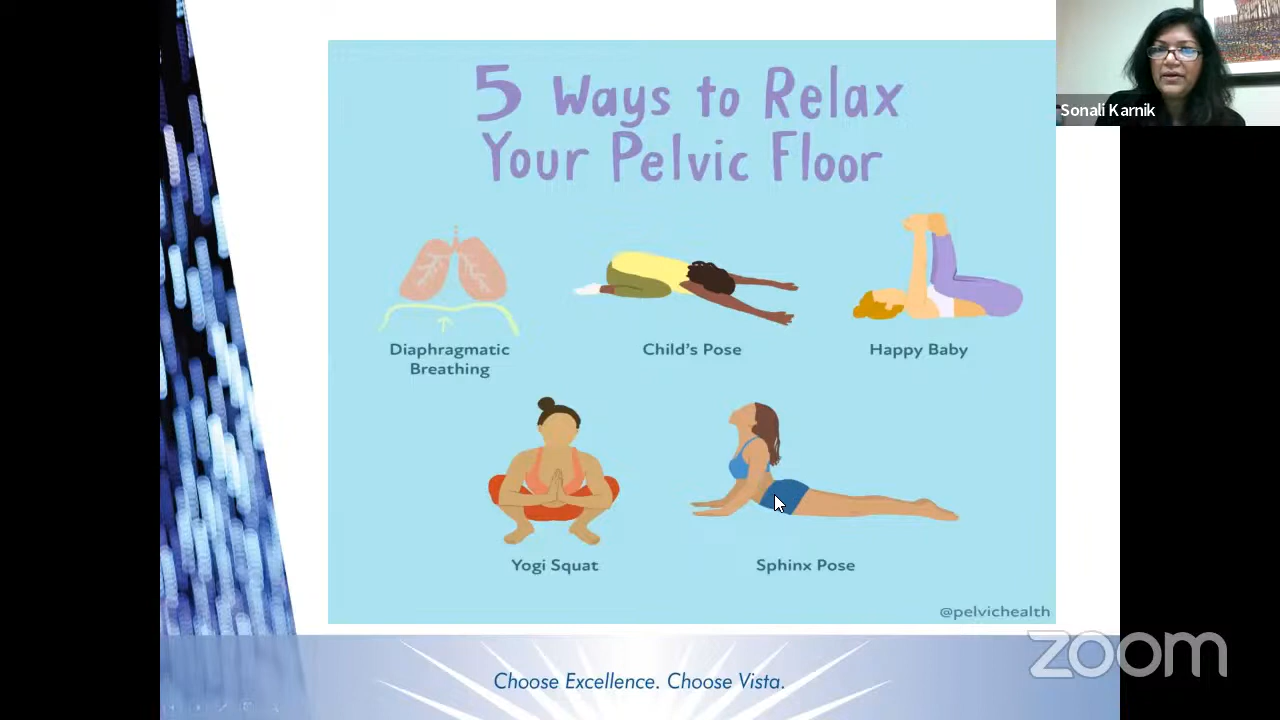 5 Ways to Relax
Your Pelvic Floor
Sonali Karnik
Diaphragmatic
Breathing
Child's Pose
Happy Baby
Yogi Squat
Sphinx Pose
@pelvichealth
Choose Excellence. Choose Vista.
zoom